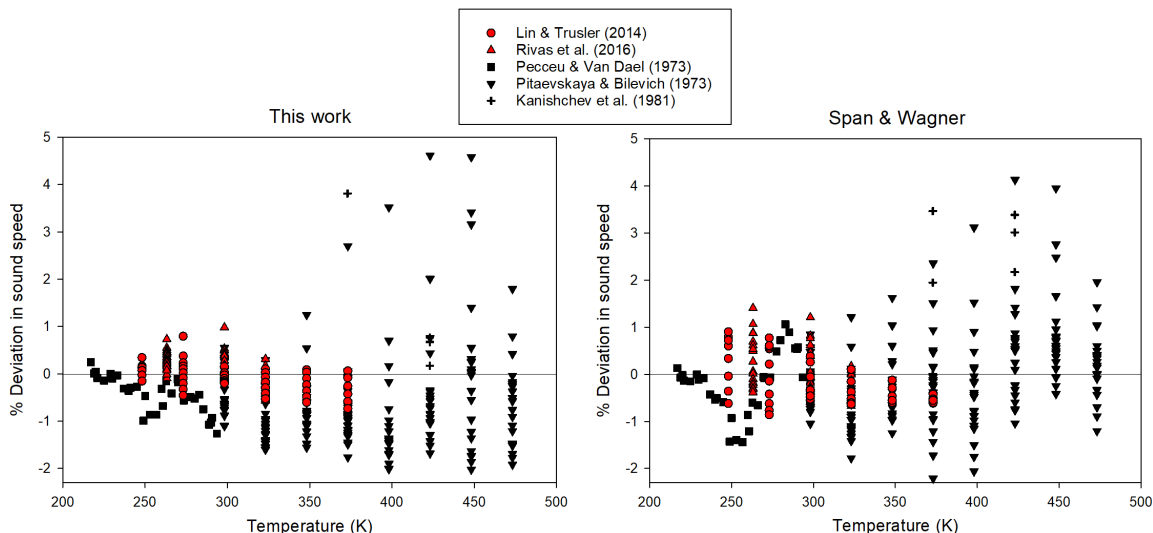 Lin & Trusler (2014)
Rivas et al. (2016)
Pecceu & Van Dael (1973)
Pitaevskaya & Bilevich (1973)
Kanishchev et al. (1981)
This work
% Deviation in sound speed
5
4
3
2
1
0
-1
-2
200 250 300 350 400 450 500
Temperature (K)
Span & Wagner
% Deviation in sound speed
5
4
3
2
1
0
-1
-2
200 250 300 350 400 450 500
Temperature (K)